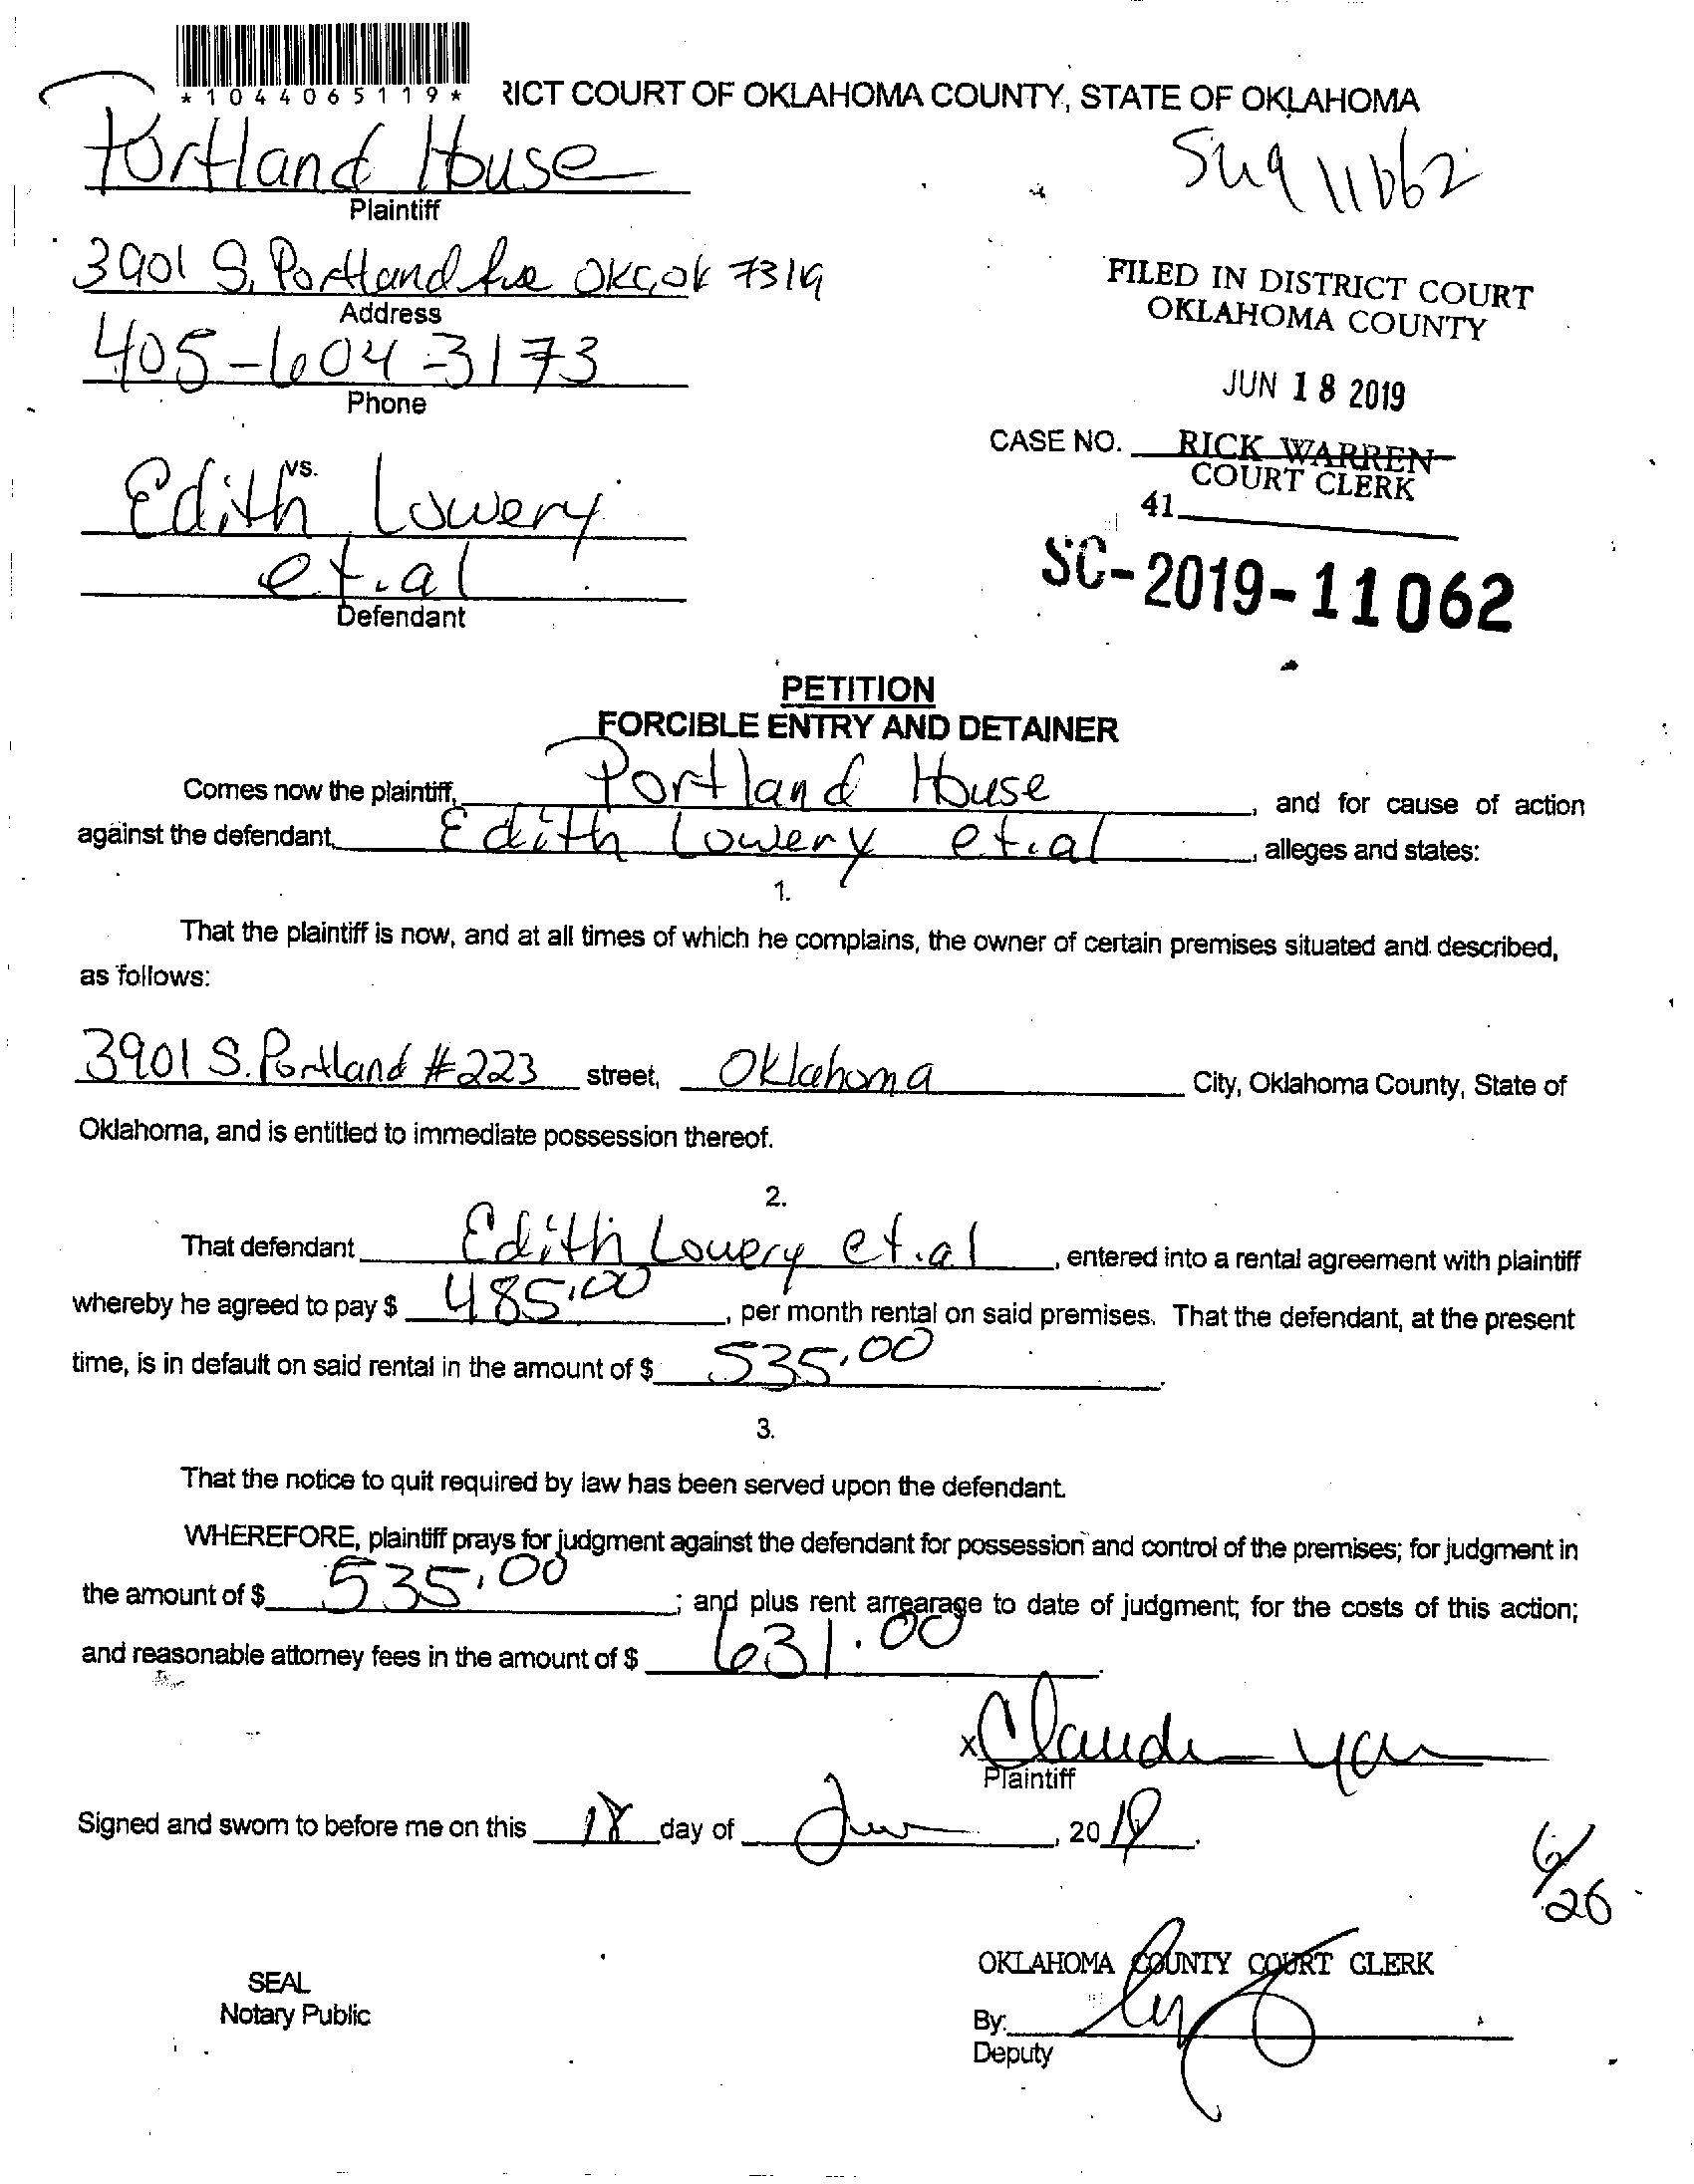 *1044065119*
RICT COURT OF OKLAHOMA COUNTY, STATE OF OKLAHOMA
Portland House
Plaintiff
11062
3901 S. Portland Ave OKC, OK 7319
Address
FILED IN DISTRICT COURT
OKLAHOMA COUNTY
405-604-3173
Phone
JUN 18 2019
CASE NO. RICK WARREN
COURT CLERK
41
vs.
Edith Lowery
et.al
Defendant
SC-2019-11062
PETITION
FORCIBLE ENTRY AND DETAINER
Comes now the plaintiff, Portland House, and for cause of action
against the defendant, Edith Lowery et.al, alleges and states:
1.
That the plaintiff is now, and at all times of which he complains, the owner of certain premises situated and described,
as follows:
3901 S. Portland #223 street, Oklahoma City, Oklahoma County, State of
Oklahoma, and is entitled to immediate possession thereof.
2.
That defendant Edith Lowery et.al, entered into a rental agreement with plaintiff
whereby he agreed to pay $ 485.00, per month rental on said premises. That the defendant, at the present
time, is in default on said rental in the amount of $ 535.00.
3.
That the notice to quit required by law has been served upon the defendant.
WHEREFORE, plaintiff prays for judgment against the defendant for possession and control of the premises; for judgment in
the amount of $ 535.00; and plus rent arrearage to date of judgment; for the costs of this action;
and reasonable attorney fees in the amount of $ 631.00.
x
Plaintiff
Signed and sworn to before me on this 18 day of Jun, 2019.
6/26
OKLAHOMA COUNTY COURT CLERK
SEAL
Notary Public
By:
Deputy